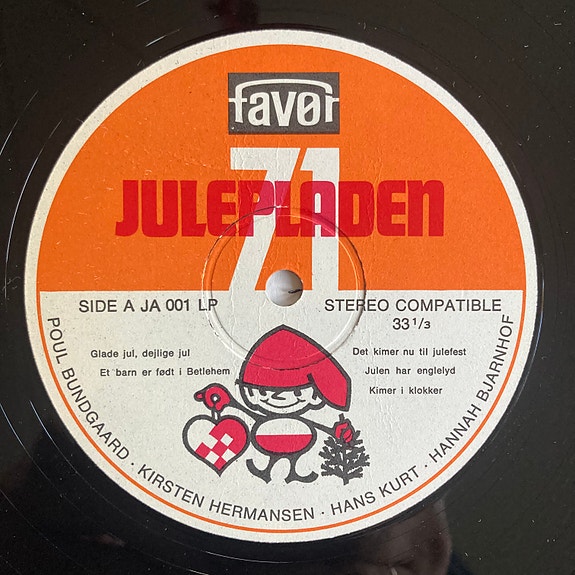 favør
71
JULEPLADEN
SIDE A JA 001 LP
STEREO COMPATIBLE
33 1/3
Glade jul, dejlige jul
Et barn er født i Betlehem
Det kimer nu til julefest
Julen har englelyd
Kimer i klokker
POUL BUNDGAARD · KIRSTEN HERMANSEN · HANS KURT · HANNAH BJARNHOF